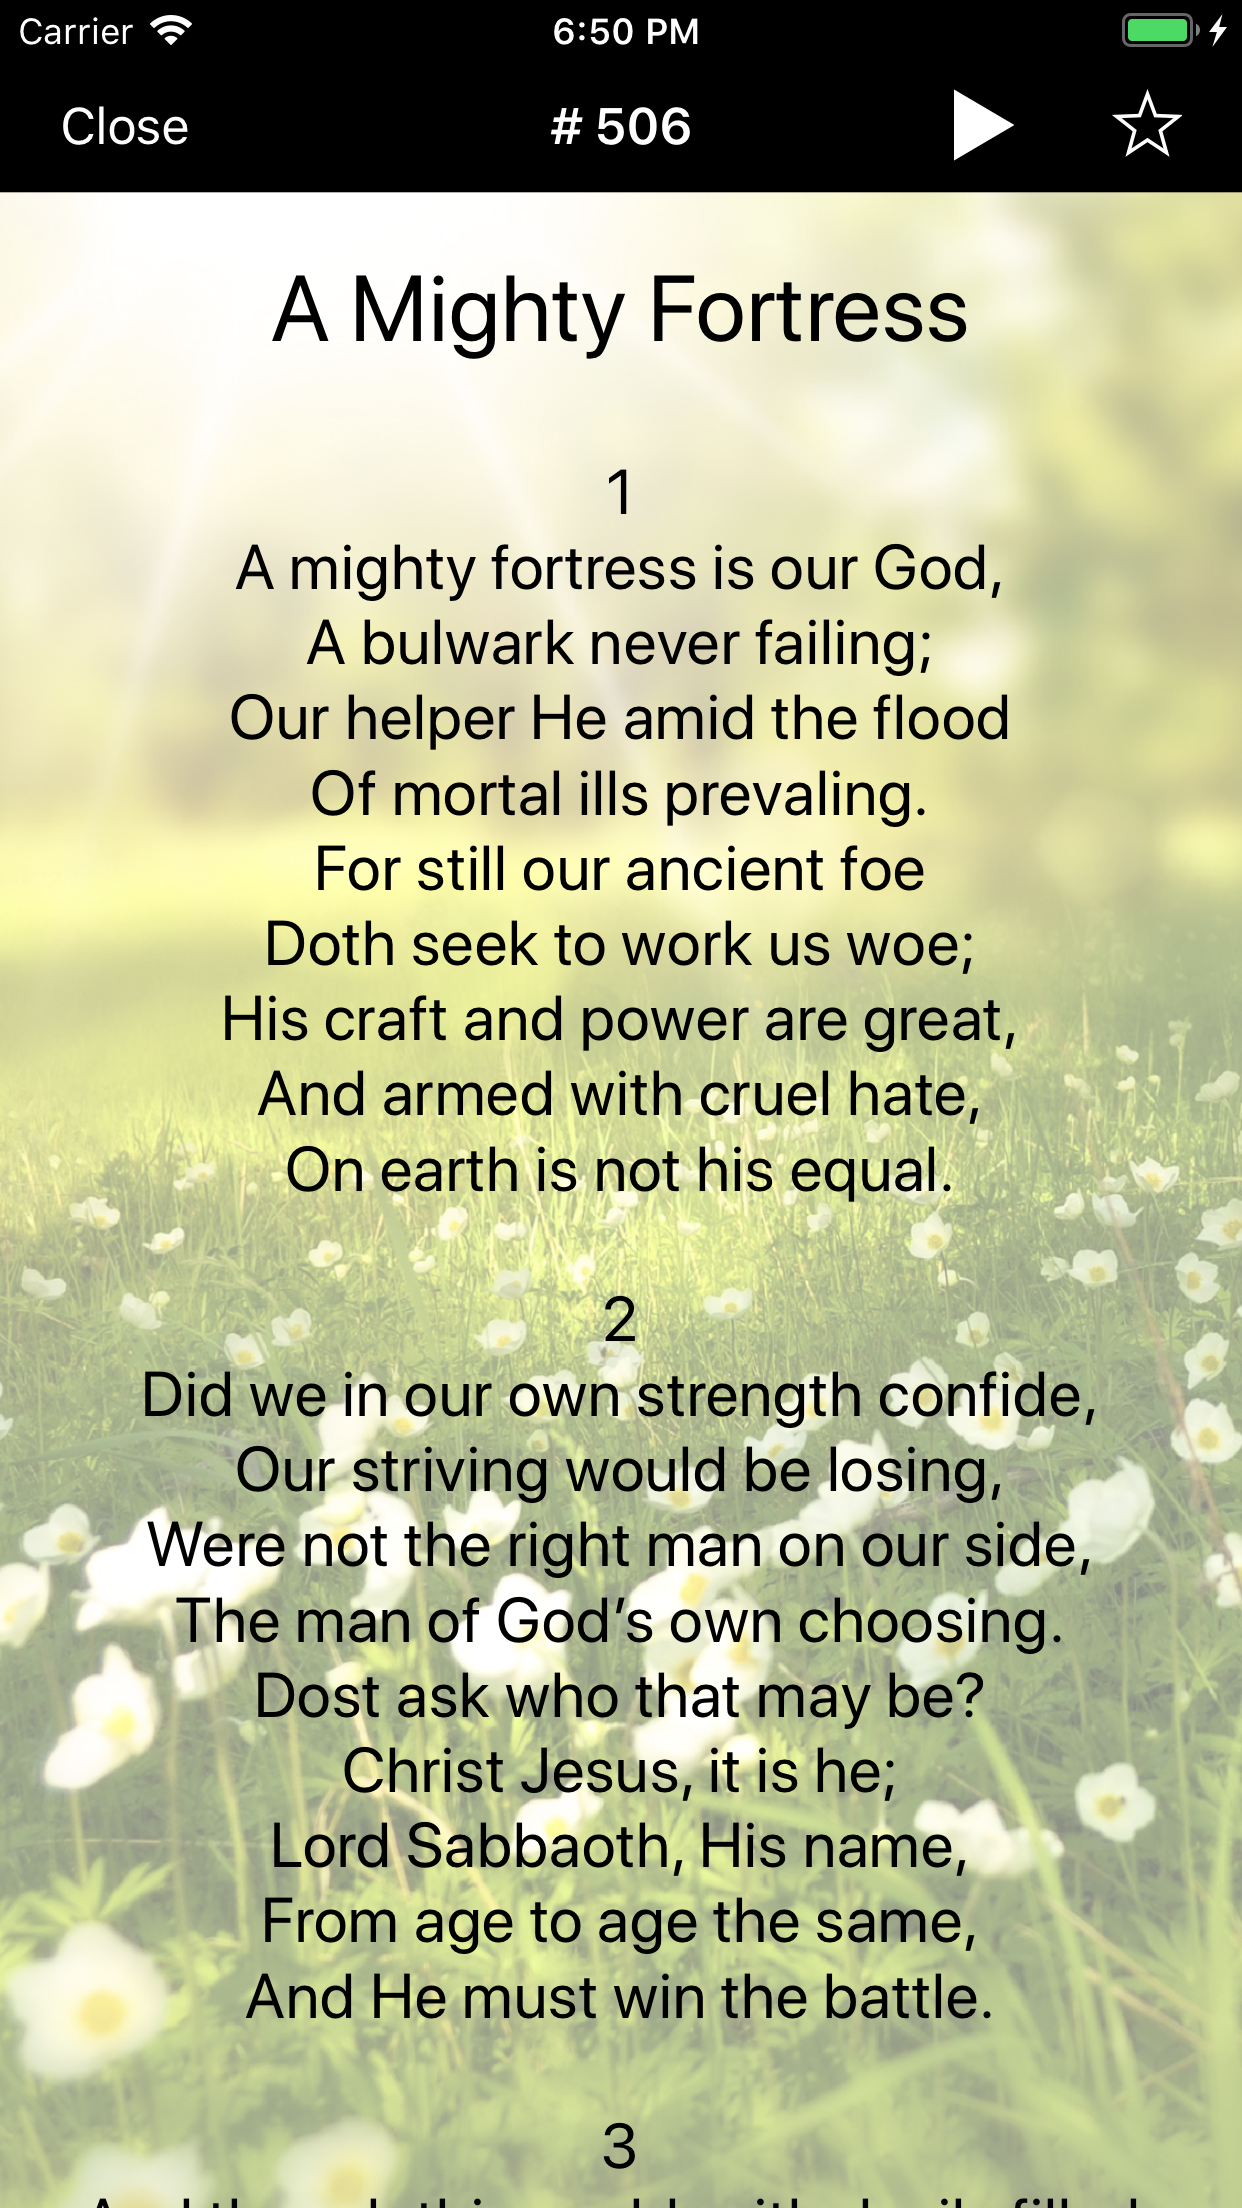 Carrier 6:50 PM
Close # 506
A Mighty Fortress
1
A mighty fortress is our God,
A bulwark never failing;
Our helper He amid the flood
Of mortal ills prevaling.
For still our ancient foe
Doth seek to work us woe;
His craft and power are great,
And armed with cruel hate,
On earth is not his equal.
2
Did we in our own strength confide,
Our striving would be losing,
Were not the right man on our side,
The man of God’s own choosing.
Dost ask who that may be?
Christ Jesus, it is he;
Lord Sabbaoth, His name,
From age to age the same,
And He must win the battle.
3